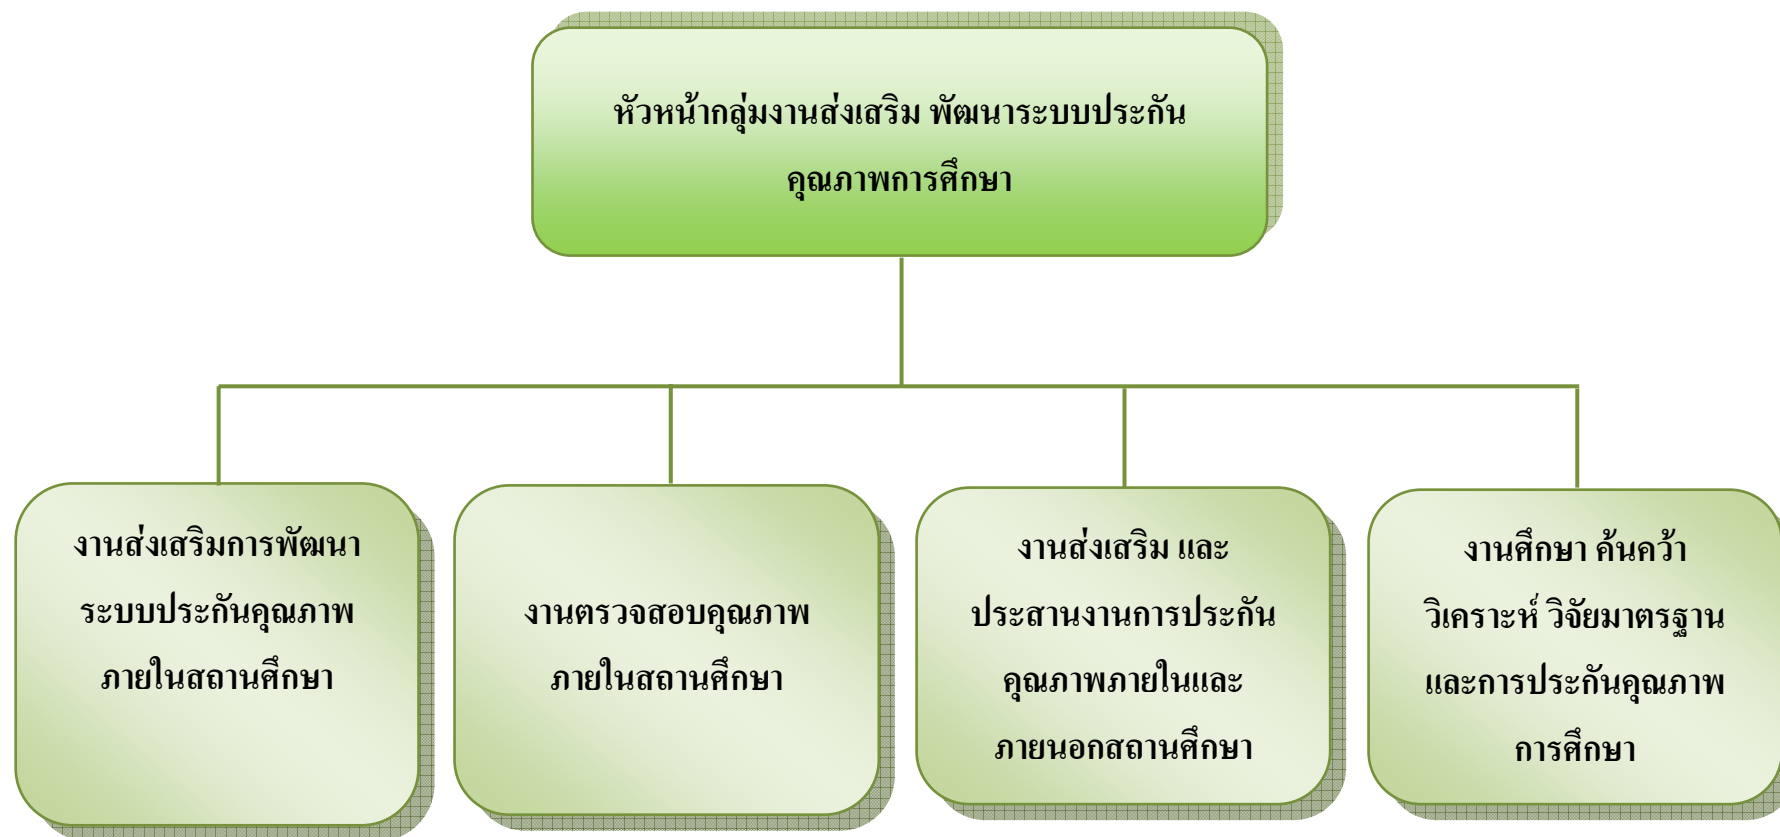 หัวหน้ากลุ่มงานส่งเสริม พัฒนาระบบประกัน
คุณภาพการศึกษา
งานส่งเสริมการพัฒนา
ระบบประกันคุณภาพ
ภายในสถานศึกษา
งานตรวจสอบคุณภาพ
ภายในสถานศึกษา
งานส่งเสริม และ
ประสานงานการประกัน
คุณภาพภายในและ
ภายนอกสถานศึกษา
งานศึกษา ค้นคว้า
วิเคราะห์ วิจัยมาตรฐาน
และการประกันคุณภาพ
การศึกษา